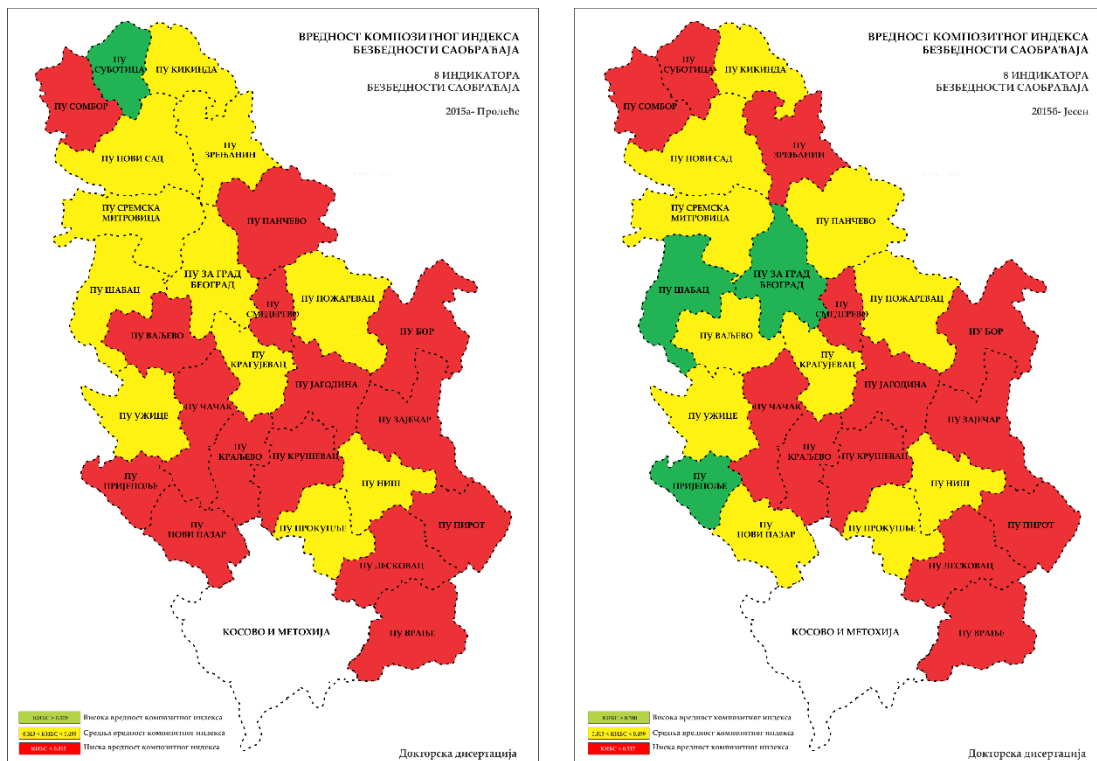 ВРЕДНОСТ КОМПОЗИТНОГ ИНДЕКСА
БЕЗБЕДНОСТИ САОБРАЋАЈА
8 ИНДИКАТОРА
БЕЗБЕДНОСТИ САОБРАЋАЈА
2015а- Пролеће
ПУ
СУБОТИЦА
ПУ КИКИНДА
ПУ СОМБОР
ПУ НОВИ САД
ПУ
ЗРЕЊАНИН
ПУ СРЕМСКА
МИТРОВИЦА
ПУ ПАНЧЕВО
ПУ ЗА ГРАД
БЕОГРАД
ПУ ШАБАЦ
ПУ
СМЕДЕРЕВО
ПУ ПОЖАРЕВАЦ
ПУ ВАЉЕВО
ПУ БОР
ПУ
КРАГУЈЕВАЦ
ПУ ЈАГОДИНА
ПУ УЖИЦЕ
ПУ ЧАЧАК
ПУ ЗАЈЕЧАР
ПУ
КРАЉЕВО
ПУ КРУШЕВАЦ
ПУ
ПРИЈЕПОЉЕ
ПУ НИШ
ПУ
НОВИ ПАЗАР
ПУ ПРОКУПЉЕ
ПУ ПИРОТ
ПУ ЛЕСКОВАЦ
КОСОВО И МЕТОХИЈА
ПУ ВРАЊЕ
Висока вредност композитног индекса
Средња вредност композитног индекса
Ниска вредност композитног индекса
Докторска дисертација
ВРЕДНОСТ КОМПОЗИТНОГ ИНДЕКСА
БЕЗБЕДНОСТИ САОБРАЋАЈА
8 ИНДИКАТОРА
БЕЗБЕДНОСТИ САОБРАЋАЈА
2015б- Јесен
ПУ
СУБОТИЦА
ПУ КИКИНДА
ПУ СОМБОР
ПУ НОВИ САД
ПУ
ЗРЕЊАНИН
ПУ СРЕМСКА
МИТРОВИЦА
ПУ ПАНЧЕВО
ПУ ЗА ГРАД
БЕОГРАД
ПУ ШАБАЦ
ПУ
СМЕДЕРЕВО
ПУ ПОЖАРЕВАЦ
ПУ ВАЉЕВО
ПУ БОР
ПУ
КРАГУЈЕВАЦ
ПУ ЈАГОДИНА
ПУ УЖИЦЕ
ПУ ЧАЧАК
ПУ ЗАЈЕЧАР
ПУ КРАЉЕВО
ПУ КРУШЕВАЦ
ПУ
ПРИЈЕПОЉЕ
ПУ НИШ
ПУ
НОВИ ПАЗАР
ПУ ПРОКУПЉЕ
ПУ ПИРОТ
ПУ ЛЕСКОВАЦ
КОСОВО И МЕТОХИЈА
ПУ ВРАЊЕ
Висока вредност композитног индекса
Средња вредност композитног индекса
Ниска вредност композитног индекса
Докторска дисертација